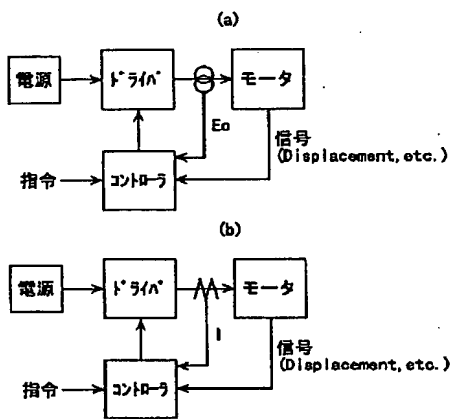 (a)
電源
ドライバ
モータ
Eo
信号
(Displacement, etc.)
指令
コントローラ
(b)
電源
ドライバ
モータ
I
信号
(Displacement, etc.)
指令
コントローラ